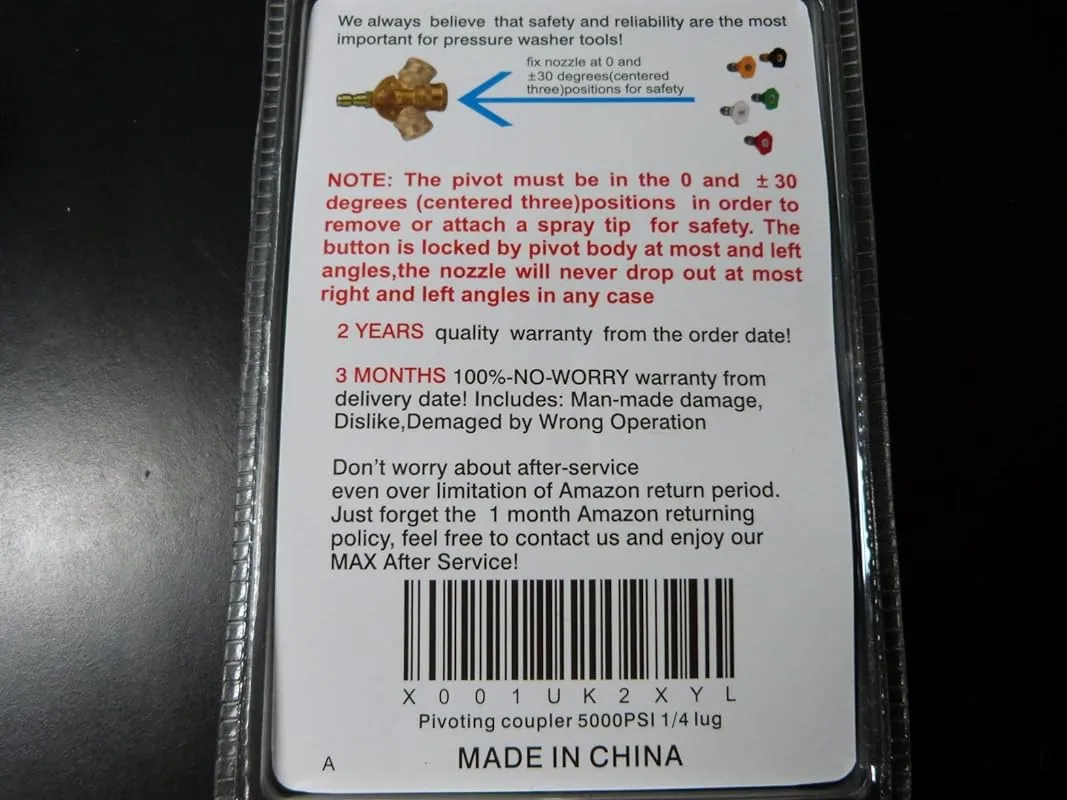 We always believe that safety and reliability are the most
important for pressure washer tools!
fix nozzle at 0 and
±30 degrees(centered
three)positions for safety
NOTE: The pivot must be in the 0 and ±30
degrees (centered three)positions in order to
remove or attach a spray tip for safety. The
button is locked by pivot body at most and left
angles,the nozzle will never drop out at most
right and left angles in any case
2 YEARS quality warranty from the order date!
3 MONTHS 100%-NO-WORRY warranty from
delivery date! Includes: Man-made damage,
Dislike,Demaged by Wrong Operation
Don't worry about after-service
even over limitation of Amazon return period.
Just forget the 1 month Amazon returning
policy, feel free to contact us and enjoy our
MAX After Service!
X001UK2XYL
Pivoting coupler 5000PSI 1/4 lug
A MADE IN CHINA